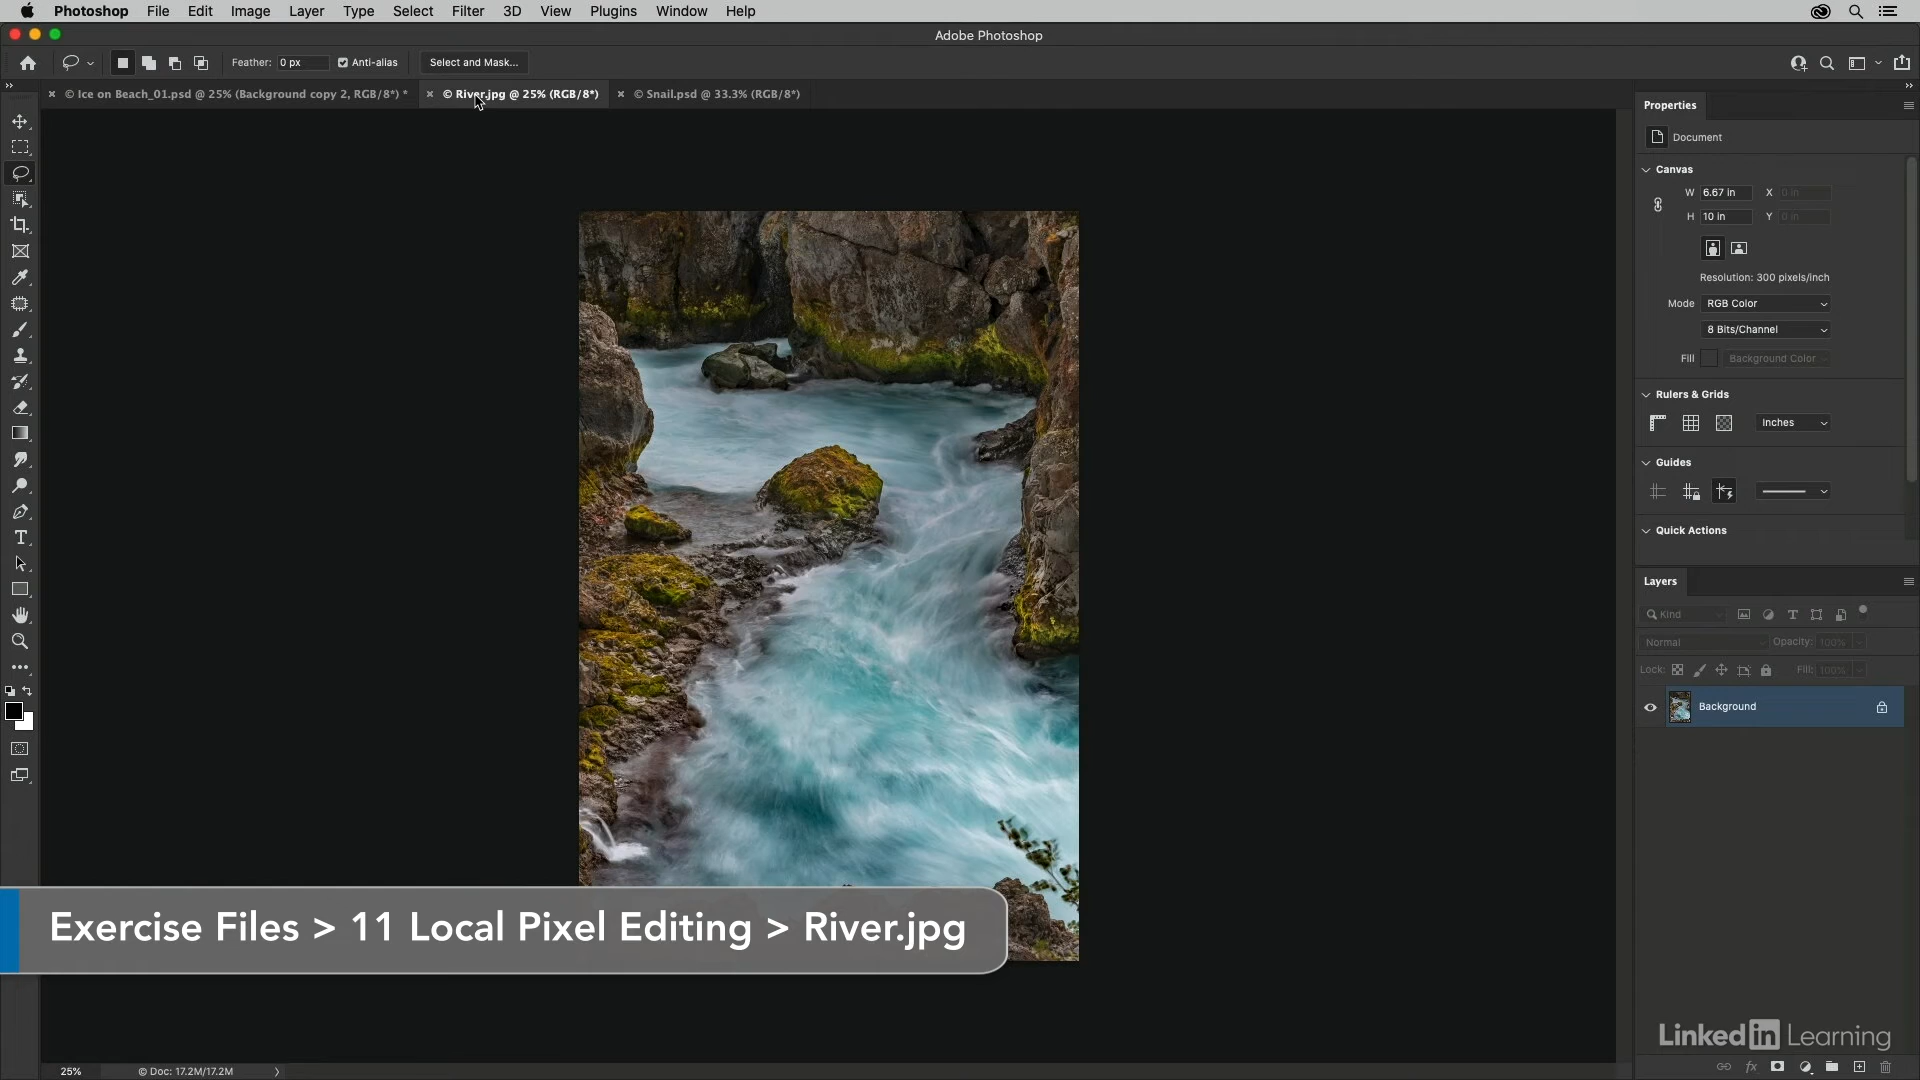 Photoshop File Edit Image Layer Type Select Filter 3D View Plugins Window Help
Adobe Photoshop
Feather: 0 px Anti-alias Select and Mask...
© Ice on Beach_01.psd @ 25% (Background copy 2, RGB/8*) *
© River.jpg @ 25% (RGB/8*)
© Snail.psd @ 33.3% (RGB/8*)
Properties
Document
Canvas
W 6.67 in X 0 in
H 10 in Y 0 in
Resolution: 300 pixels/inch
Mode RGB Color
8 Bits/Channel
Fill Background Color
Rulers & Grids
Inches
Guides
Quick Actions
Layers
Kind
Normal Opacity: 100%
Lock: Fill: 100%
Background
Exercise Files > 11 Local Pixel Editing > River.jpg
LinkedIn Learning
25% © Doc: 17.2M/17.2M